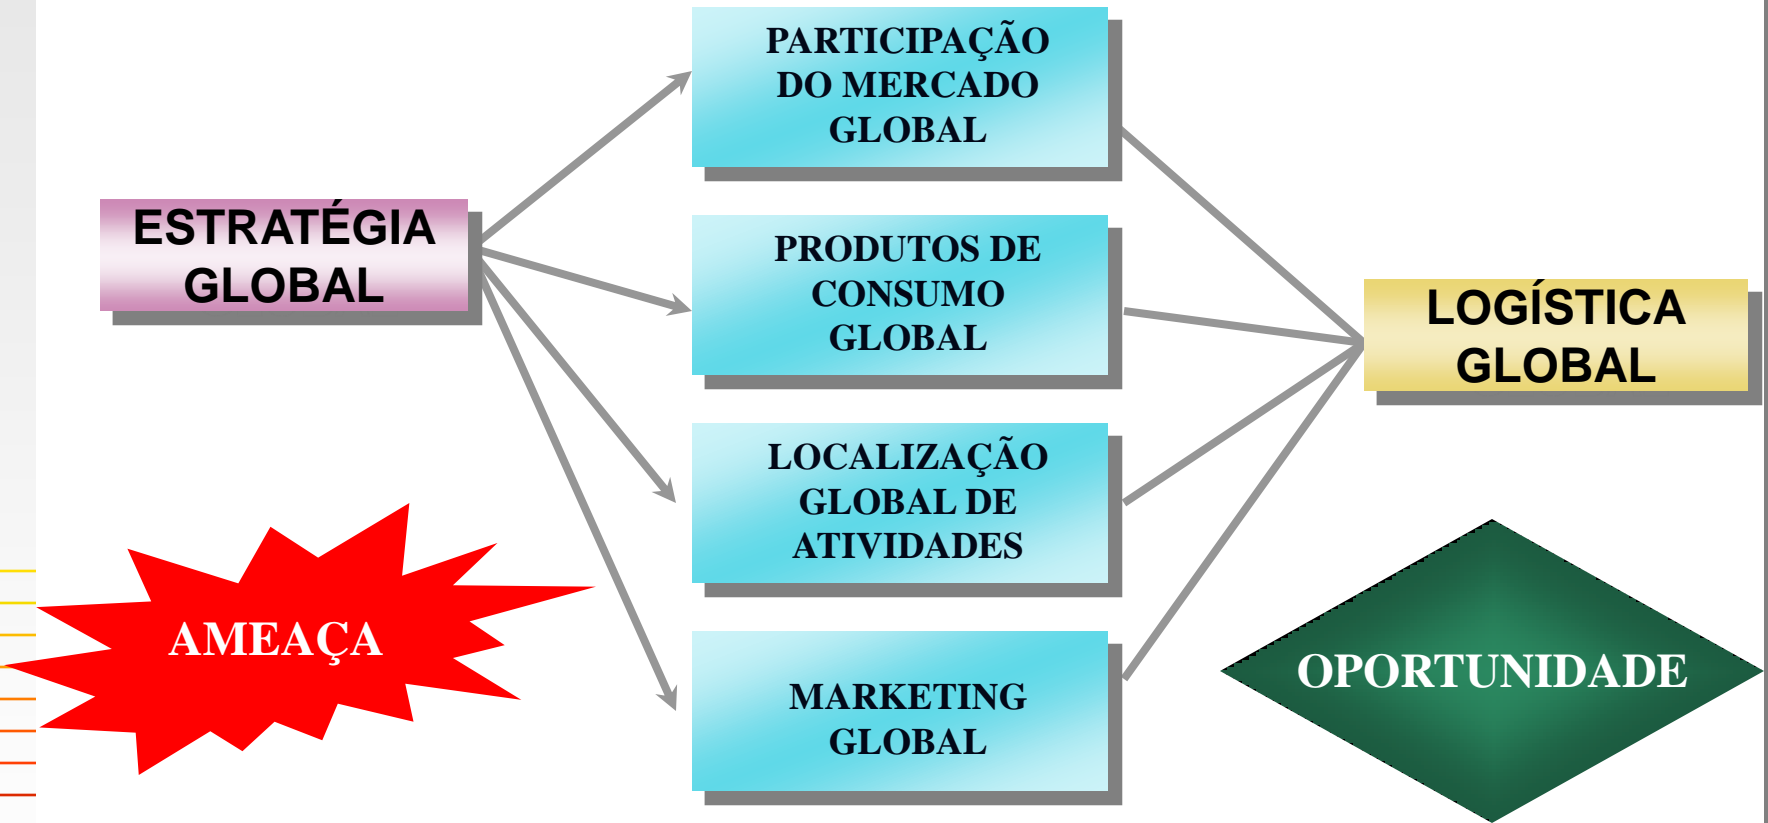 PARTICIPAÇÃO
DO MERCADO
GLOBAL
ESTRATÉGIA
GLOBAL
PRODUTOS DE
CONSUMO
GLOBAL
LOGÍSTICA
GLOBAL
LOCALIZAÇÃO
GLOBAL DE
ATIVIDADES
AMEAÇA
OPORTUNIDADE
MARKETING
GLOBAL